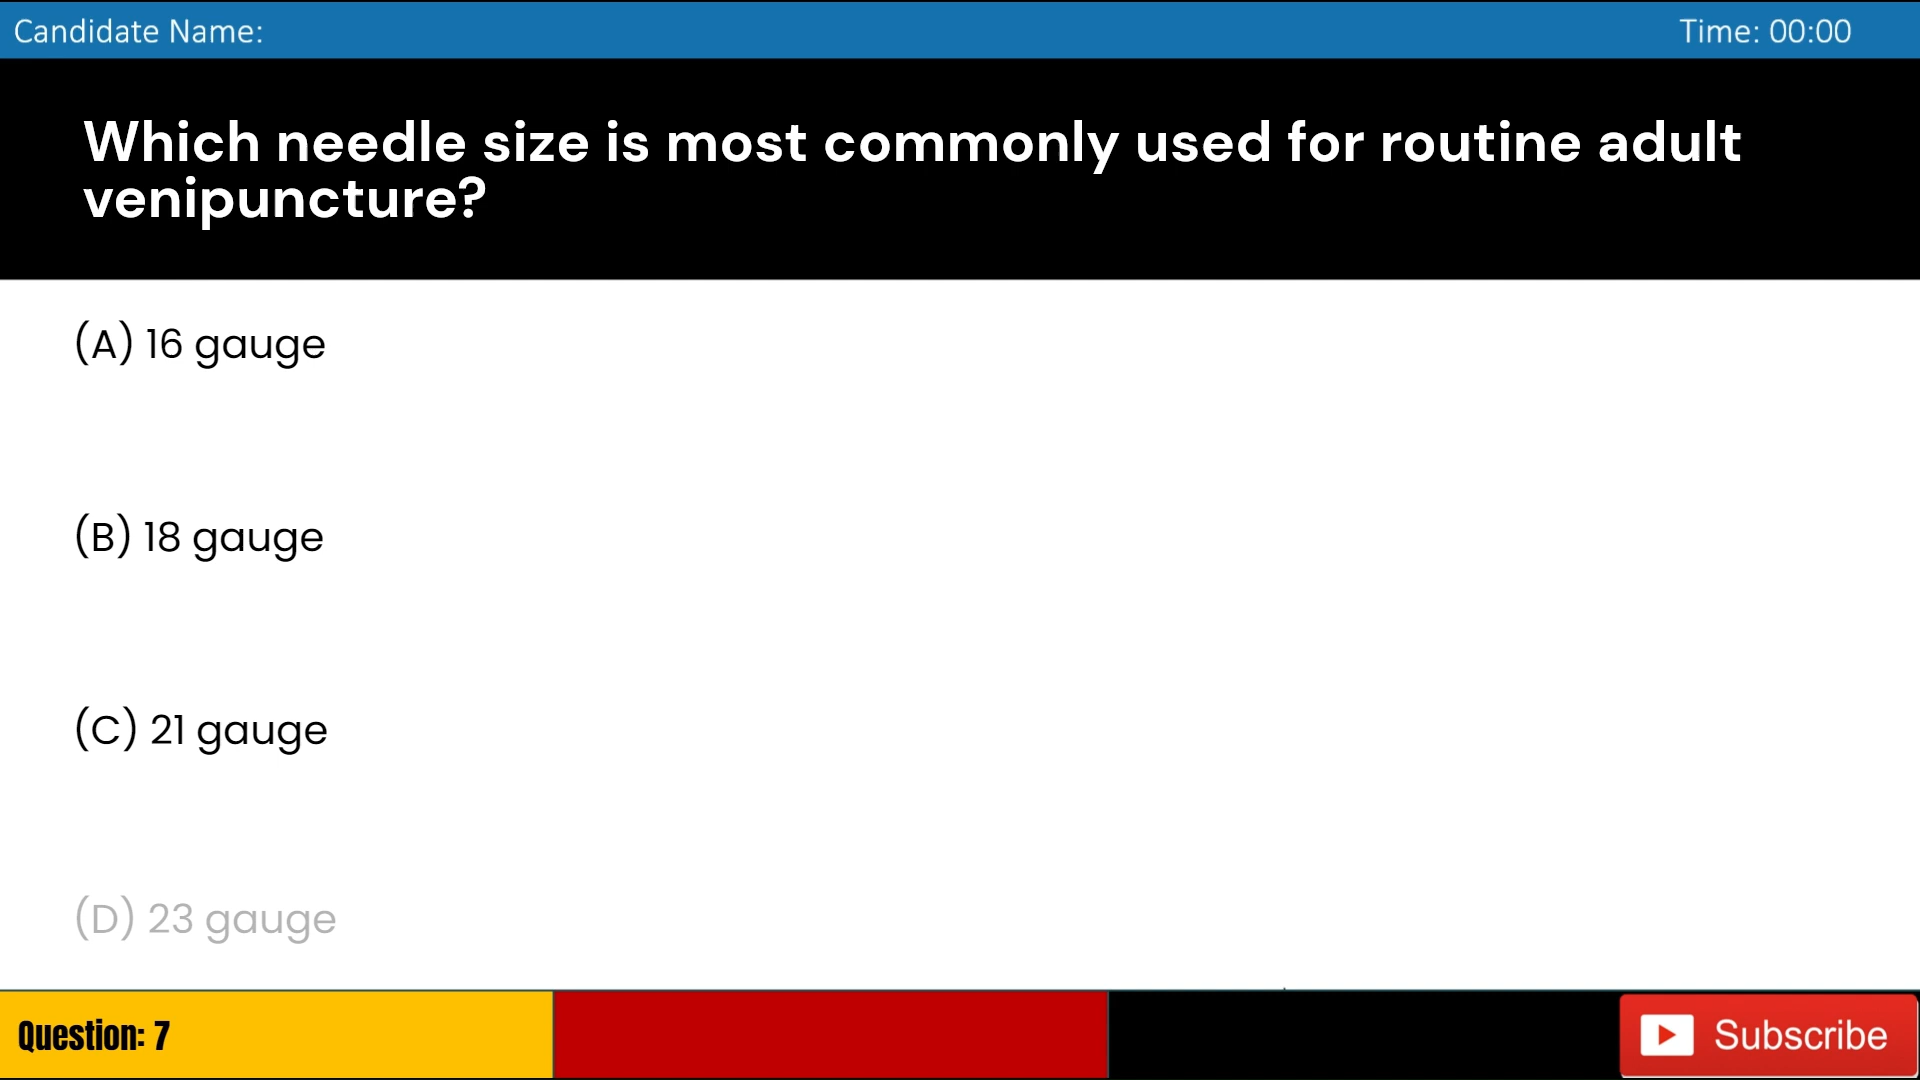 Candidate Name:
Time: 00:00
Which needle size is most commonly used for routine adult
venipuncture?
(A) 16 gauge
(B) 18 gauge
(C) 21 gauge
(D) 23 gauge
Question: 7
Subscribe